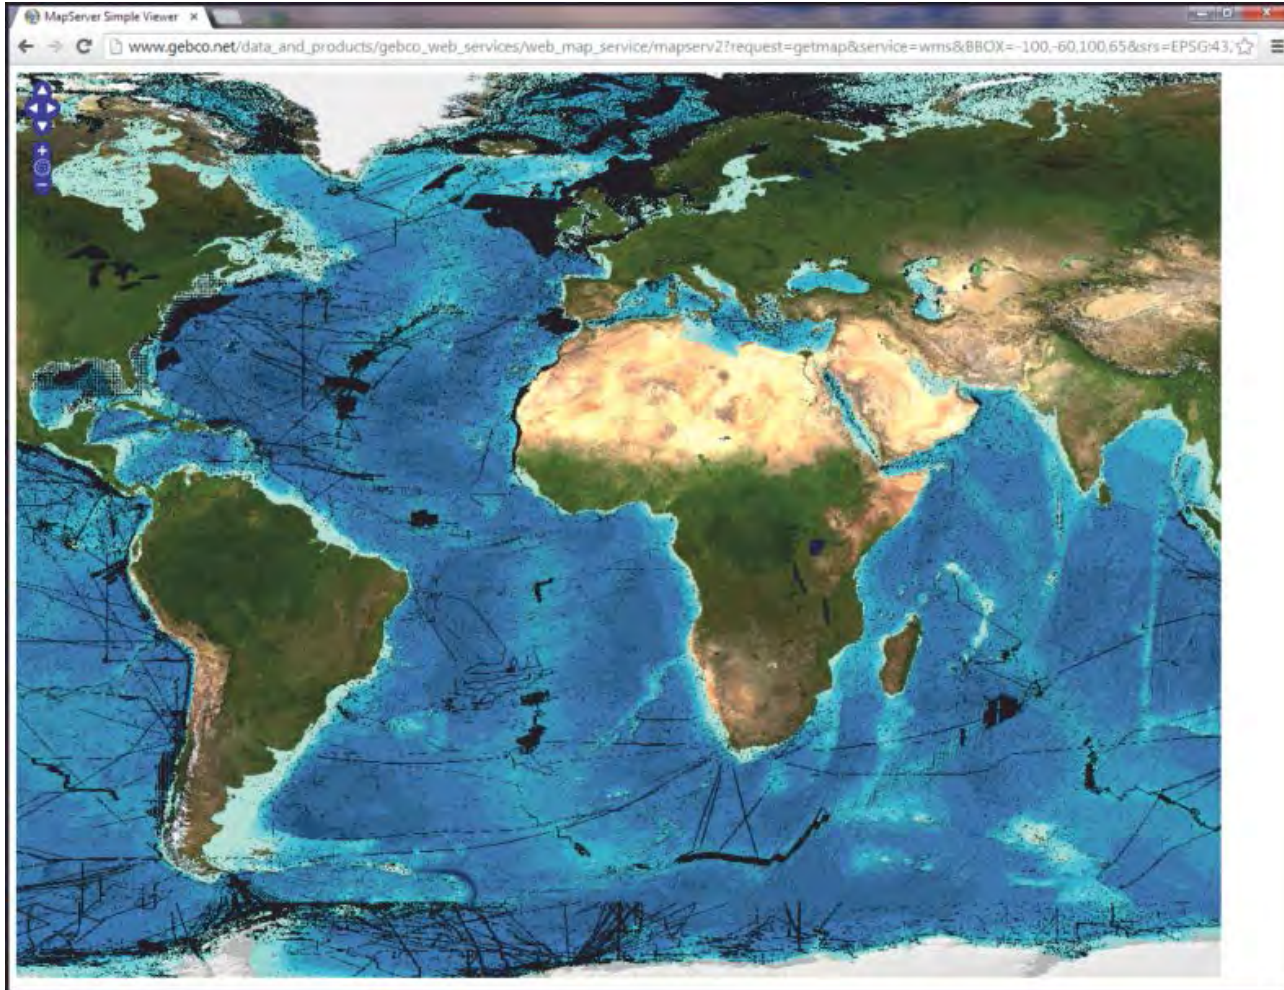 MapServer Simple Viewer
www.gebco.net/data_and_products/gebco_web_services/web_map_service/mapserv2?request=getmap&service=wms&BBOX=-100,-60,100,65&srs=EPSG:43,